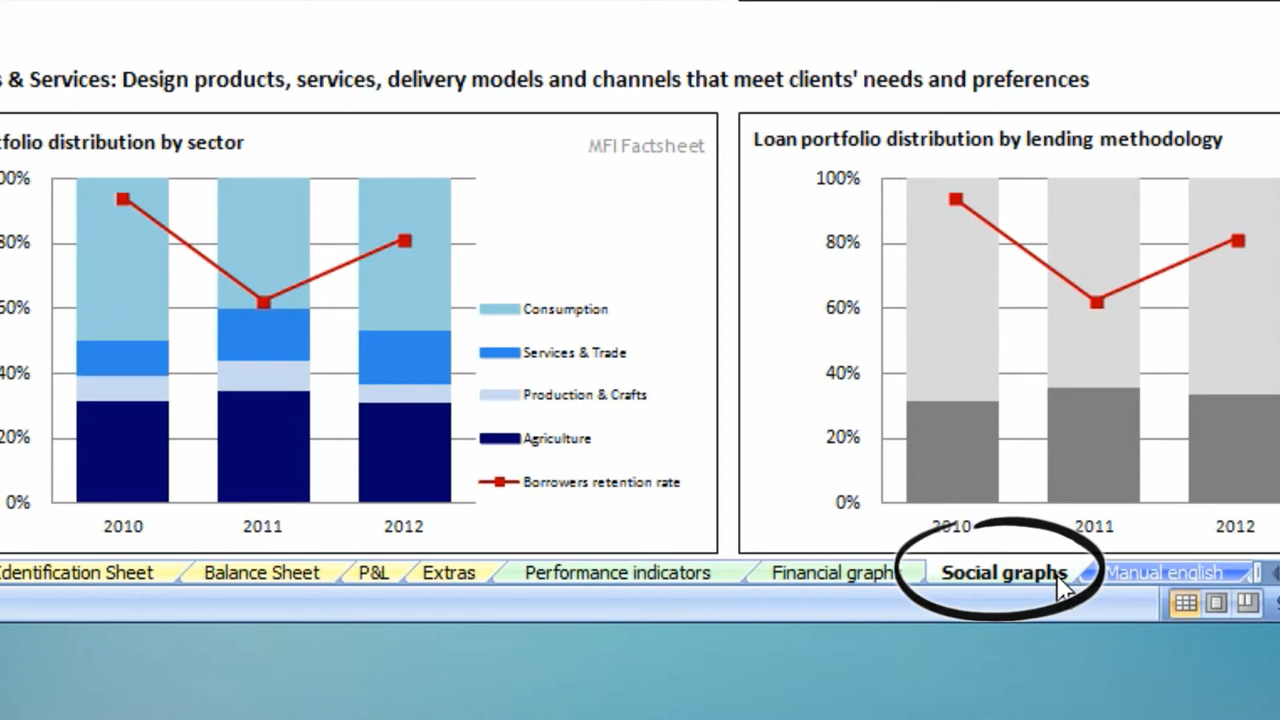 s & Services: Design products, services, delivery models and channels that meet clients' needs and preferences
tfolio distribution by sector
MFI Factsheet
00%
80%
60%
40%
20%
0%
2010
2011
2012
Consumption
Services & Trade
Production & Crafts
Agriculture
Borrowers retention rate
Loan portfolio distribution by lending methodology
100%
80%
60%
40%
20%
0%
2010
2011
2012
Identification Sheet
Balance Sheet
P&L
Extras
Performance indicators
Financial graph
Social graphs
Manual english